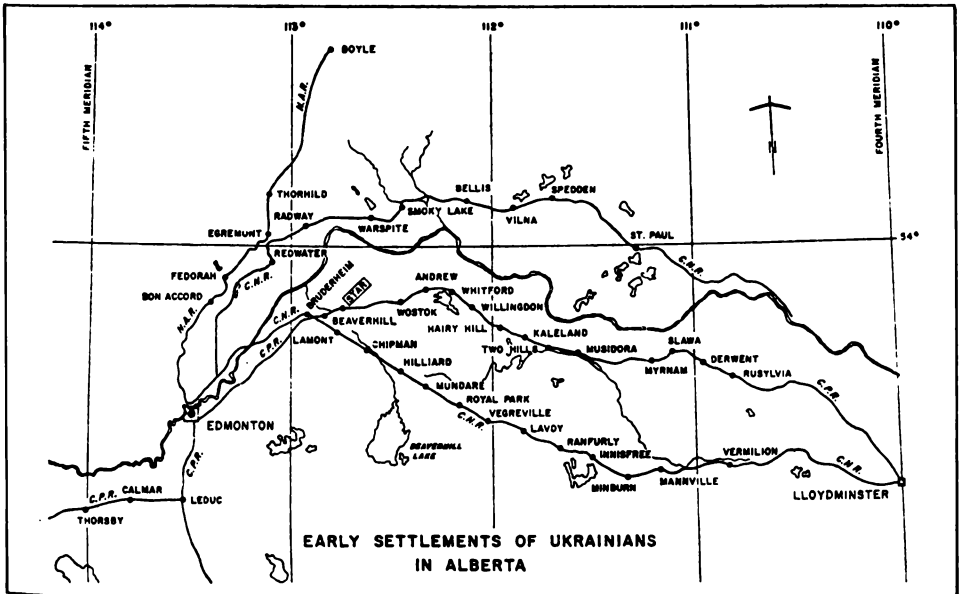 114°
113°
112°
111°
110°
FIFTH MERIDIAN
FOURTH MERIDIAN
BOYLE
N.A.R.
N
THORHILD
RADWAY
EGREMONT
WARSPITE
SMOKY LAKE
BELLIS
VILNA
SPEDDEN
ST. PAUL
54°
C.N.R.
REDWATER
FEDORAH
C.N.R.
BON ACCORD
N.A.R.
BRUDERHEIM
STAR
ANDREW
WHITFORD
WOSTOK
WILLINGDON
C.N.R.
BEAVERHILL
HAIRY HILL
KALELAND
C.P.R.
LAMONT
CHIPMAN
TWO HILLS
MUSIDORA
SLAWA
HILLIARD
MYRNAM
DERWENT
MUNDARE
RUSYLVIA
ROYAL PARK
C.P.R.
C.N.R.
VEGREVILLE
EDMONTON
LAVOY
BEAVERHILL
LAKE
RANFURLY
INNISFREE
VERMILION
C.P.R.
C.N.R.
MINBURN
MANNVILLE
LLOYDMINSTER
C.P.R.
CALMAR
LEDUC
THORSBY
EARLY SETTLEMENTS OF UKRAINIANS
IN ALBERTA